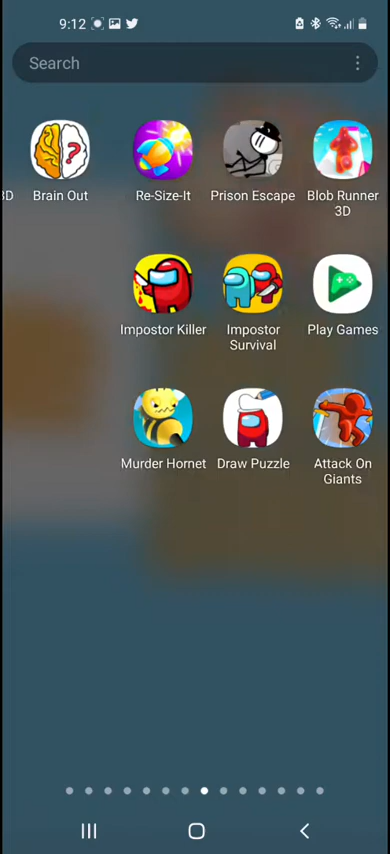 9:12
Search
3D
Brain Out
Re-Size-It
Prison Escape
Blob Runner
3D
Impostor Killer
Impostor
Survival
Play Games
Murder Hornet
Draw Puzzle
Attack On
Giants